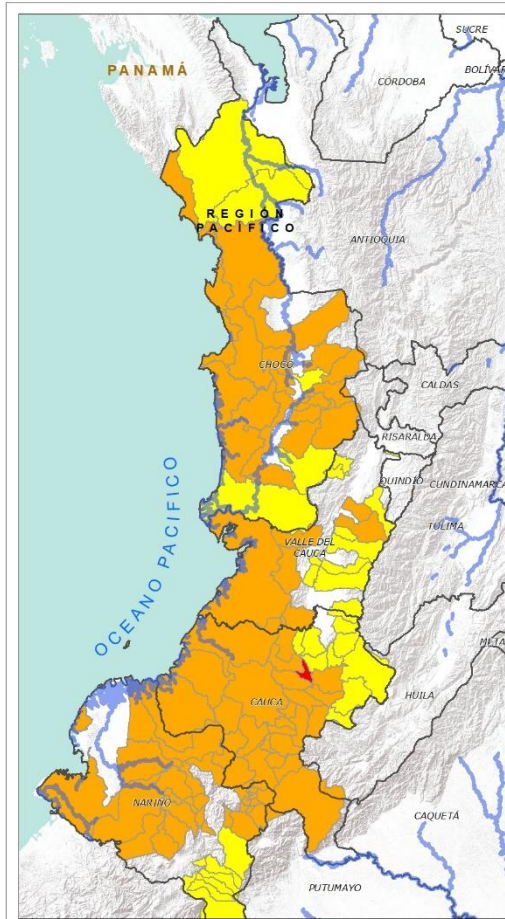 SUCRE
PANAMÁ
BOLÍVAR
CÓRDOBA
REGIÓN
PACÍFICO
ANTIOQUIA
CHOCÓ
CALDAS
RISARALDA
QUINDÍO
CUNDINAMARCA
TOLIMA
VALLE DEL
CAUCA
OCEANO PACIFICO
META
HUILA
CAUCA
NARIÑO
CAQUETÁ
PUTUMAYO